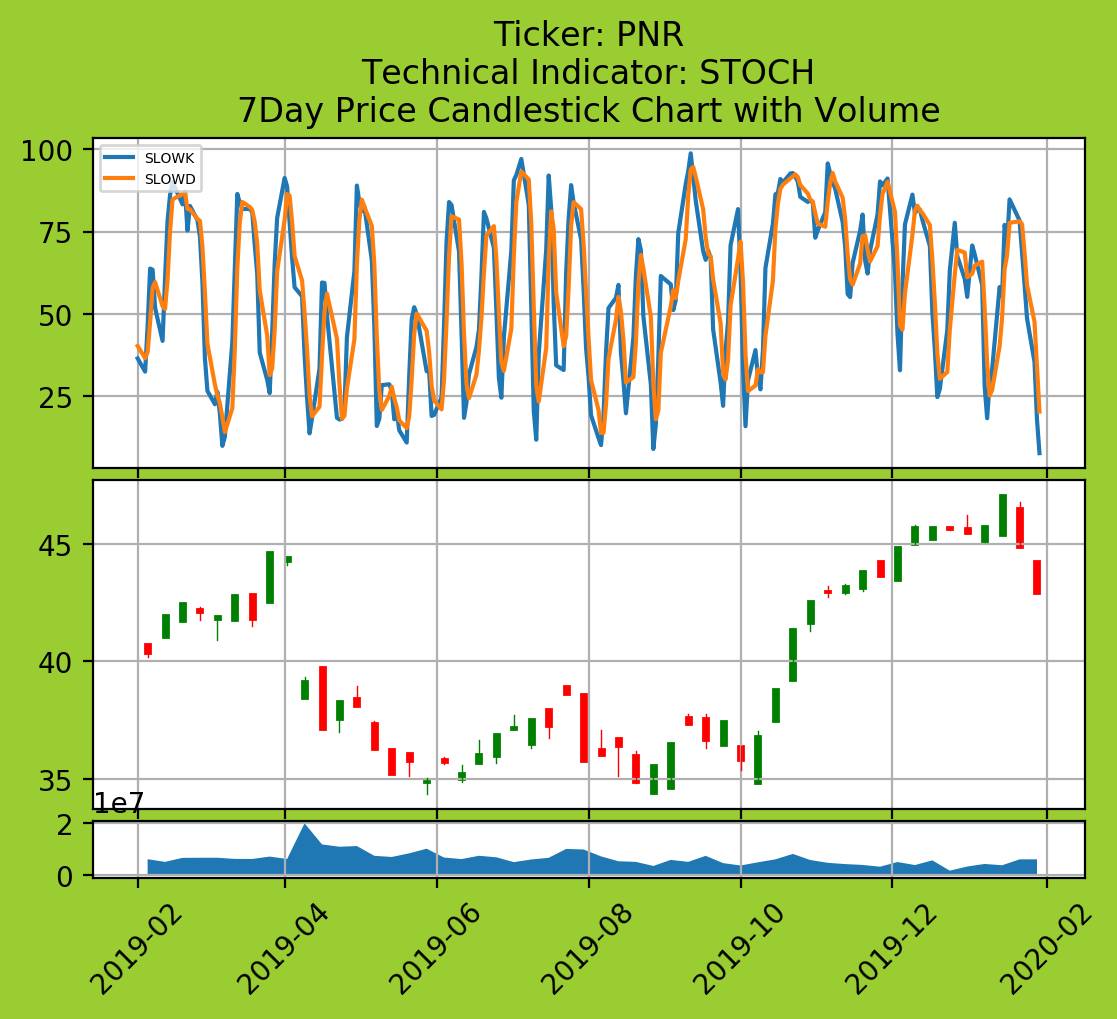 Ticker: PNR
Technical Indicator: STOCH
7Day Price Candlestick Chart with Volume
100
75
50
25
SLOWK
SLOWD
45
40
35
1e7
2
0
2019-02
2019-04
2019-06
2019-08
2019-10
2019-12
2020-02